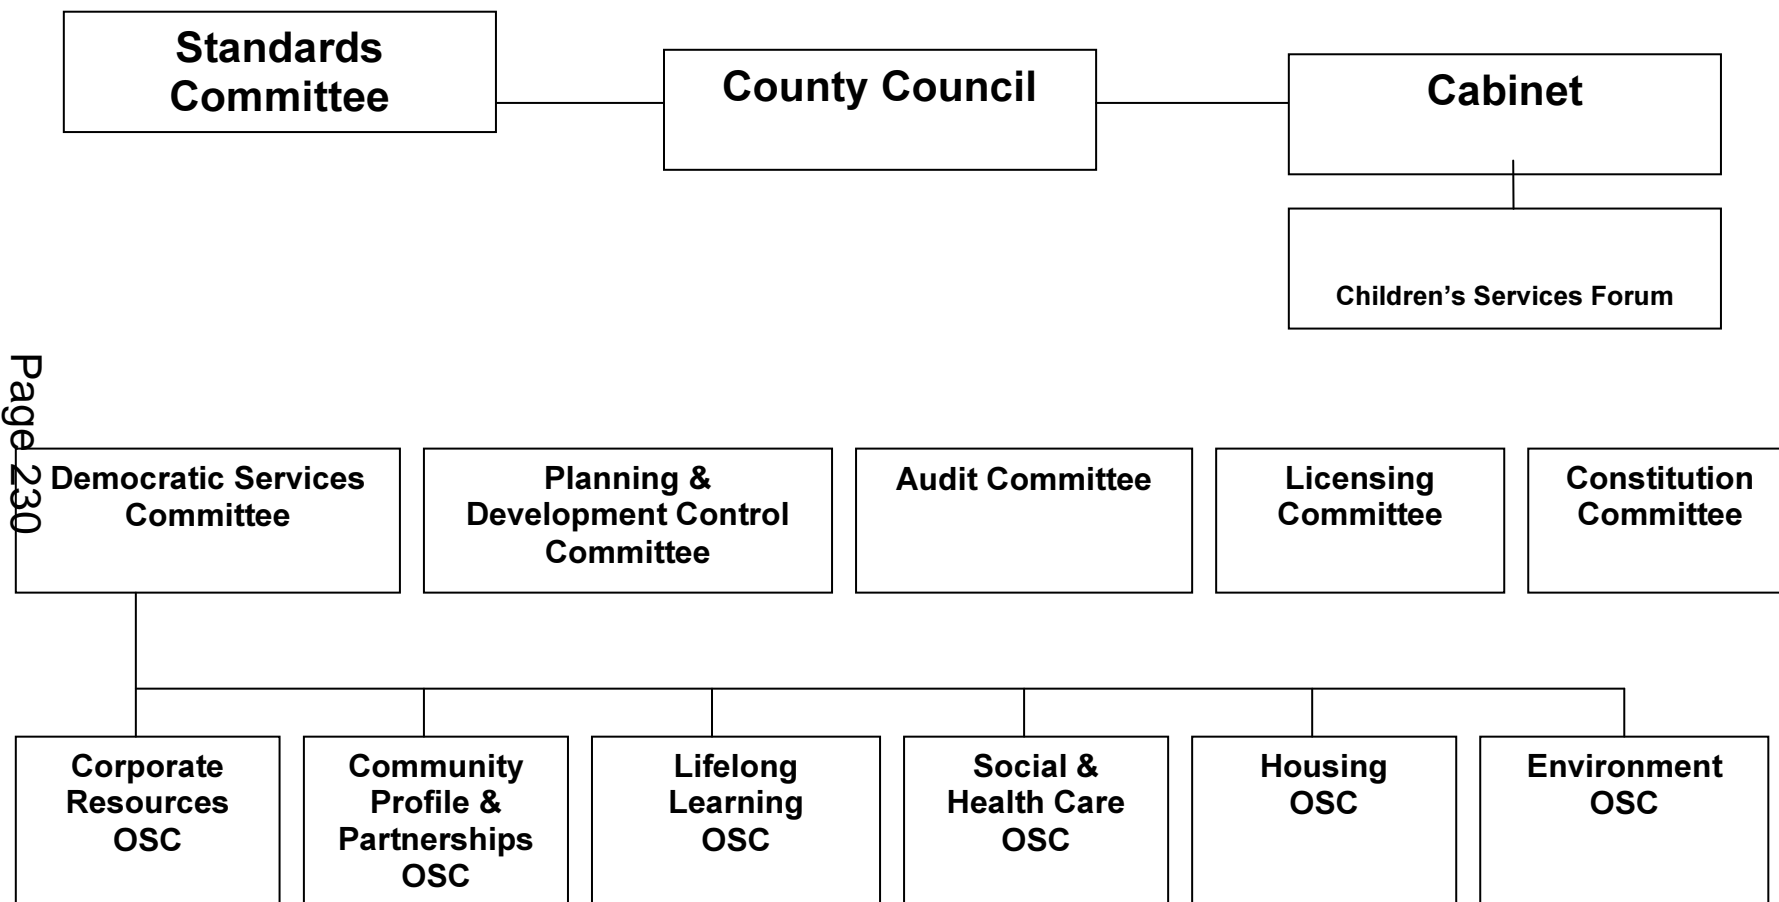 Standards
Committee
County Council
Cabinet
Children’s Services Forum
Page 230
Democratic Services
Committee
Planning &
Development Control
Committee
Audit Committee
Licensing
Committee
Constitution
Committee
Corporate
Resources
OSC
Community
Profile &
Partnerships
OSC
Lifelong
Learning
OSC
Social &
Health Care
OSC
Housing
OSC
Environment
OSC